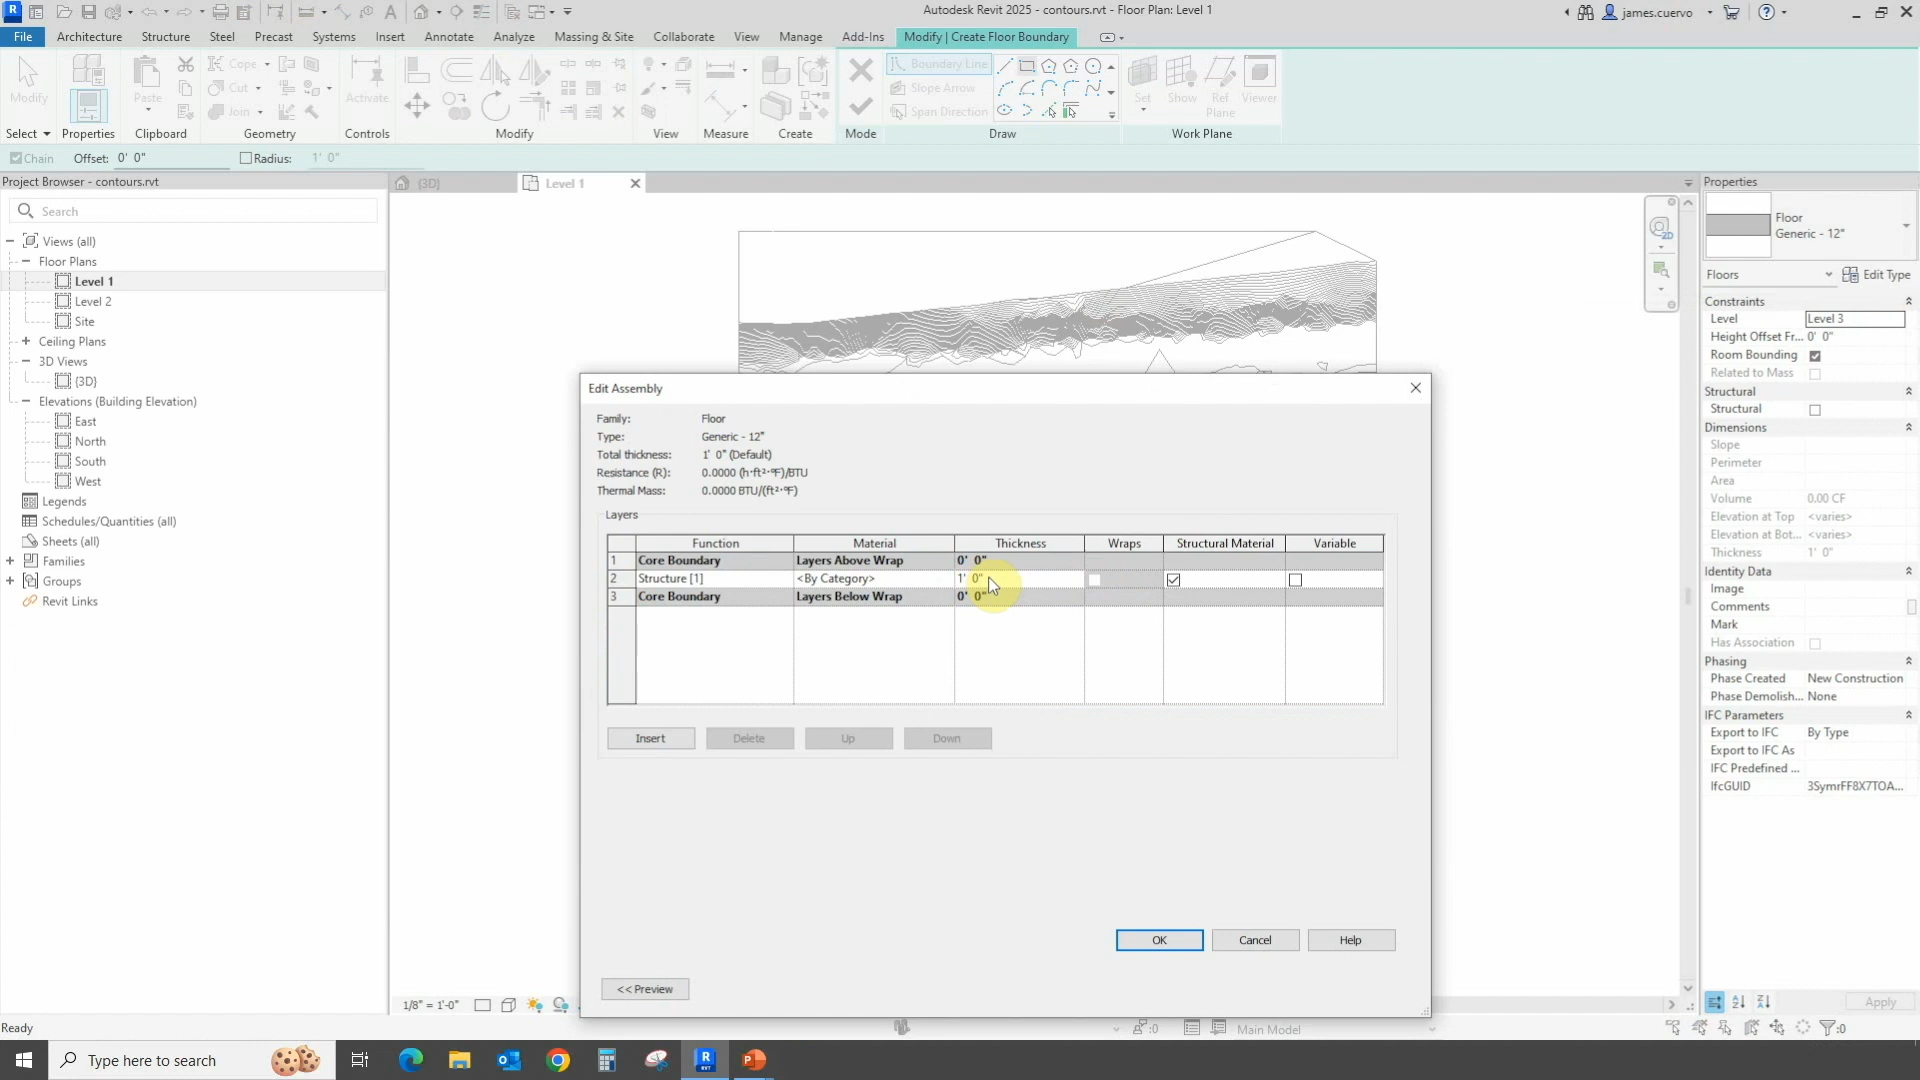 Autodesk Revit 2025 - contours.rvt - Floor Plan: Level 1
james.cuervo
File
Architecture
Structure
Steel
Precast
Systems
Insert
Annotate
Analyze
Massing & Site
Collaborate
View
Manage
Add-Ins
Modify | Create Floor Boundary
Modify
Paste
Cope
Cut
Join
Activate
Boundary Line
Slope Arrow
Span Direction
Set
Show
Ref Plane
Viewer
Select
Properties
Clipboard
Geometry
Controls
Modify
View
Measure
Create
Mode
Draw
Work Plane
Chain
Offset: 0' 0"
Radius: 1' 0"
Project Browser - contours.rvt
Search
Views (all)
Floor Plans
Level 1
Level 2
Site
Ceiling Plans
3D Views
{3D}
Elevations (Building Elevation)
East
North
South
West
Legends
Schedules/Quantities (all)
Sheets (all)
Families
Groups
Revit Links
{3D}
Level 1
2D
Edit Assembly
Family: Floor
Type: Generic - 12"
Total thickness: 1' 0" (Default)
Resistance (R): 0.0000 (h·ft²·°F)/BTU
Thermal Mass: 0.0000 BTU/(ft²·°F)
Layers
Function Material Thickness Wraps Structural Material Variable
1 Core Boundary Layers Above Wrap 0' 0"
2 Structure [1] <By Category> 1' 0"
3 Core Boundary Layers Below Wrap 0' 0"
Insert
Delete
Up
Down
OK
Cancel
Help
<< Preview
Properties
Floor
Generic - 12"
Floors
Edit Type
Constraints
Level Level 3
Height Offset Fr... 0' 0"
Room Bounding
Related to Mass
Structural
Structural
Dimensions
Slope
Perimeter
Area
Volume 0.00 CF
Elevation at Top <varies>
Elevation at Bot... <varies>
Thickness 1' 0"
Identity Data
Image
Comments
Mark
Has Association
Phasing
Phase Created New Construction
Phase Demolish... None
IFC Parameters
Export to IFC By Type
Export to IFC As
IFC Predefined ...
IfcGUID 3SymrFF8X7TOA...
Apply
1/8" = 1'-0"
Ready
:0
Main Model
:0
Type here to search